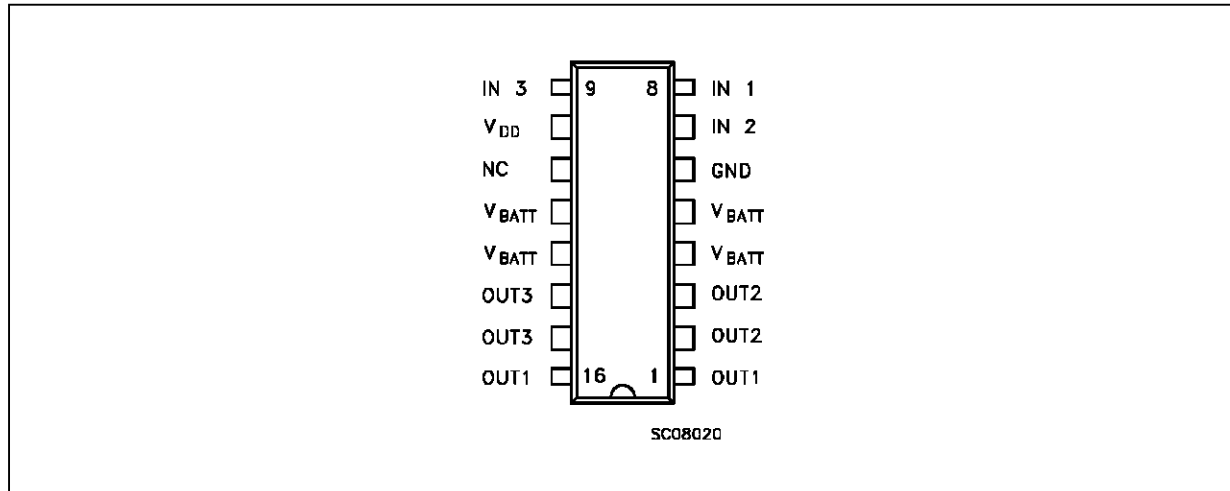 IN 3 9 8 IN 1
VDD IN 2
NC GND
VBATT VBATT
VBATT VBATT
OUT3 OUT2
OUT3 OUT2
OUT1 16 1 OUT1
SC08020